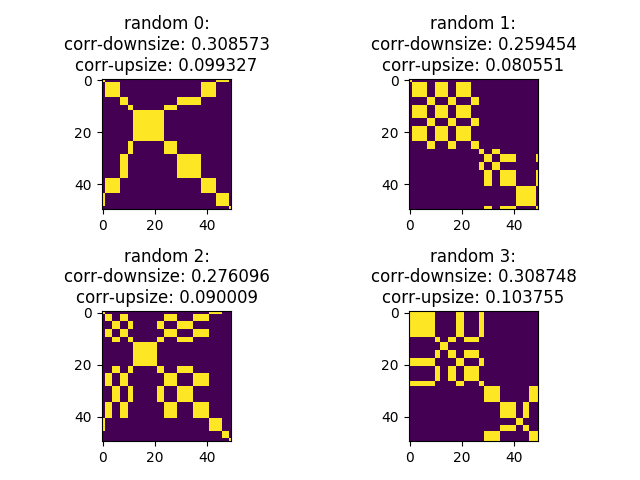 random 0:
corr-downsize: 0.308573
corr-upsize: 0.099327
0
20
40
0 20 40
random 1:
corr-downsize: 0.259454
corr-upsize: 0.080551
0
20
40
0 20 40
random 2:
corr-downsize: 0.276096
corr-upsize: 0.090009
0
20
40
0 20 40
random 3:
corr-downsize: 0.308748
corr-upsize: 0.103755
0
20
40
0 20 40